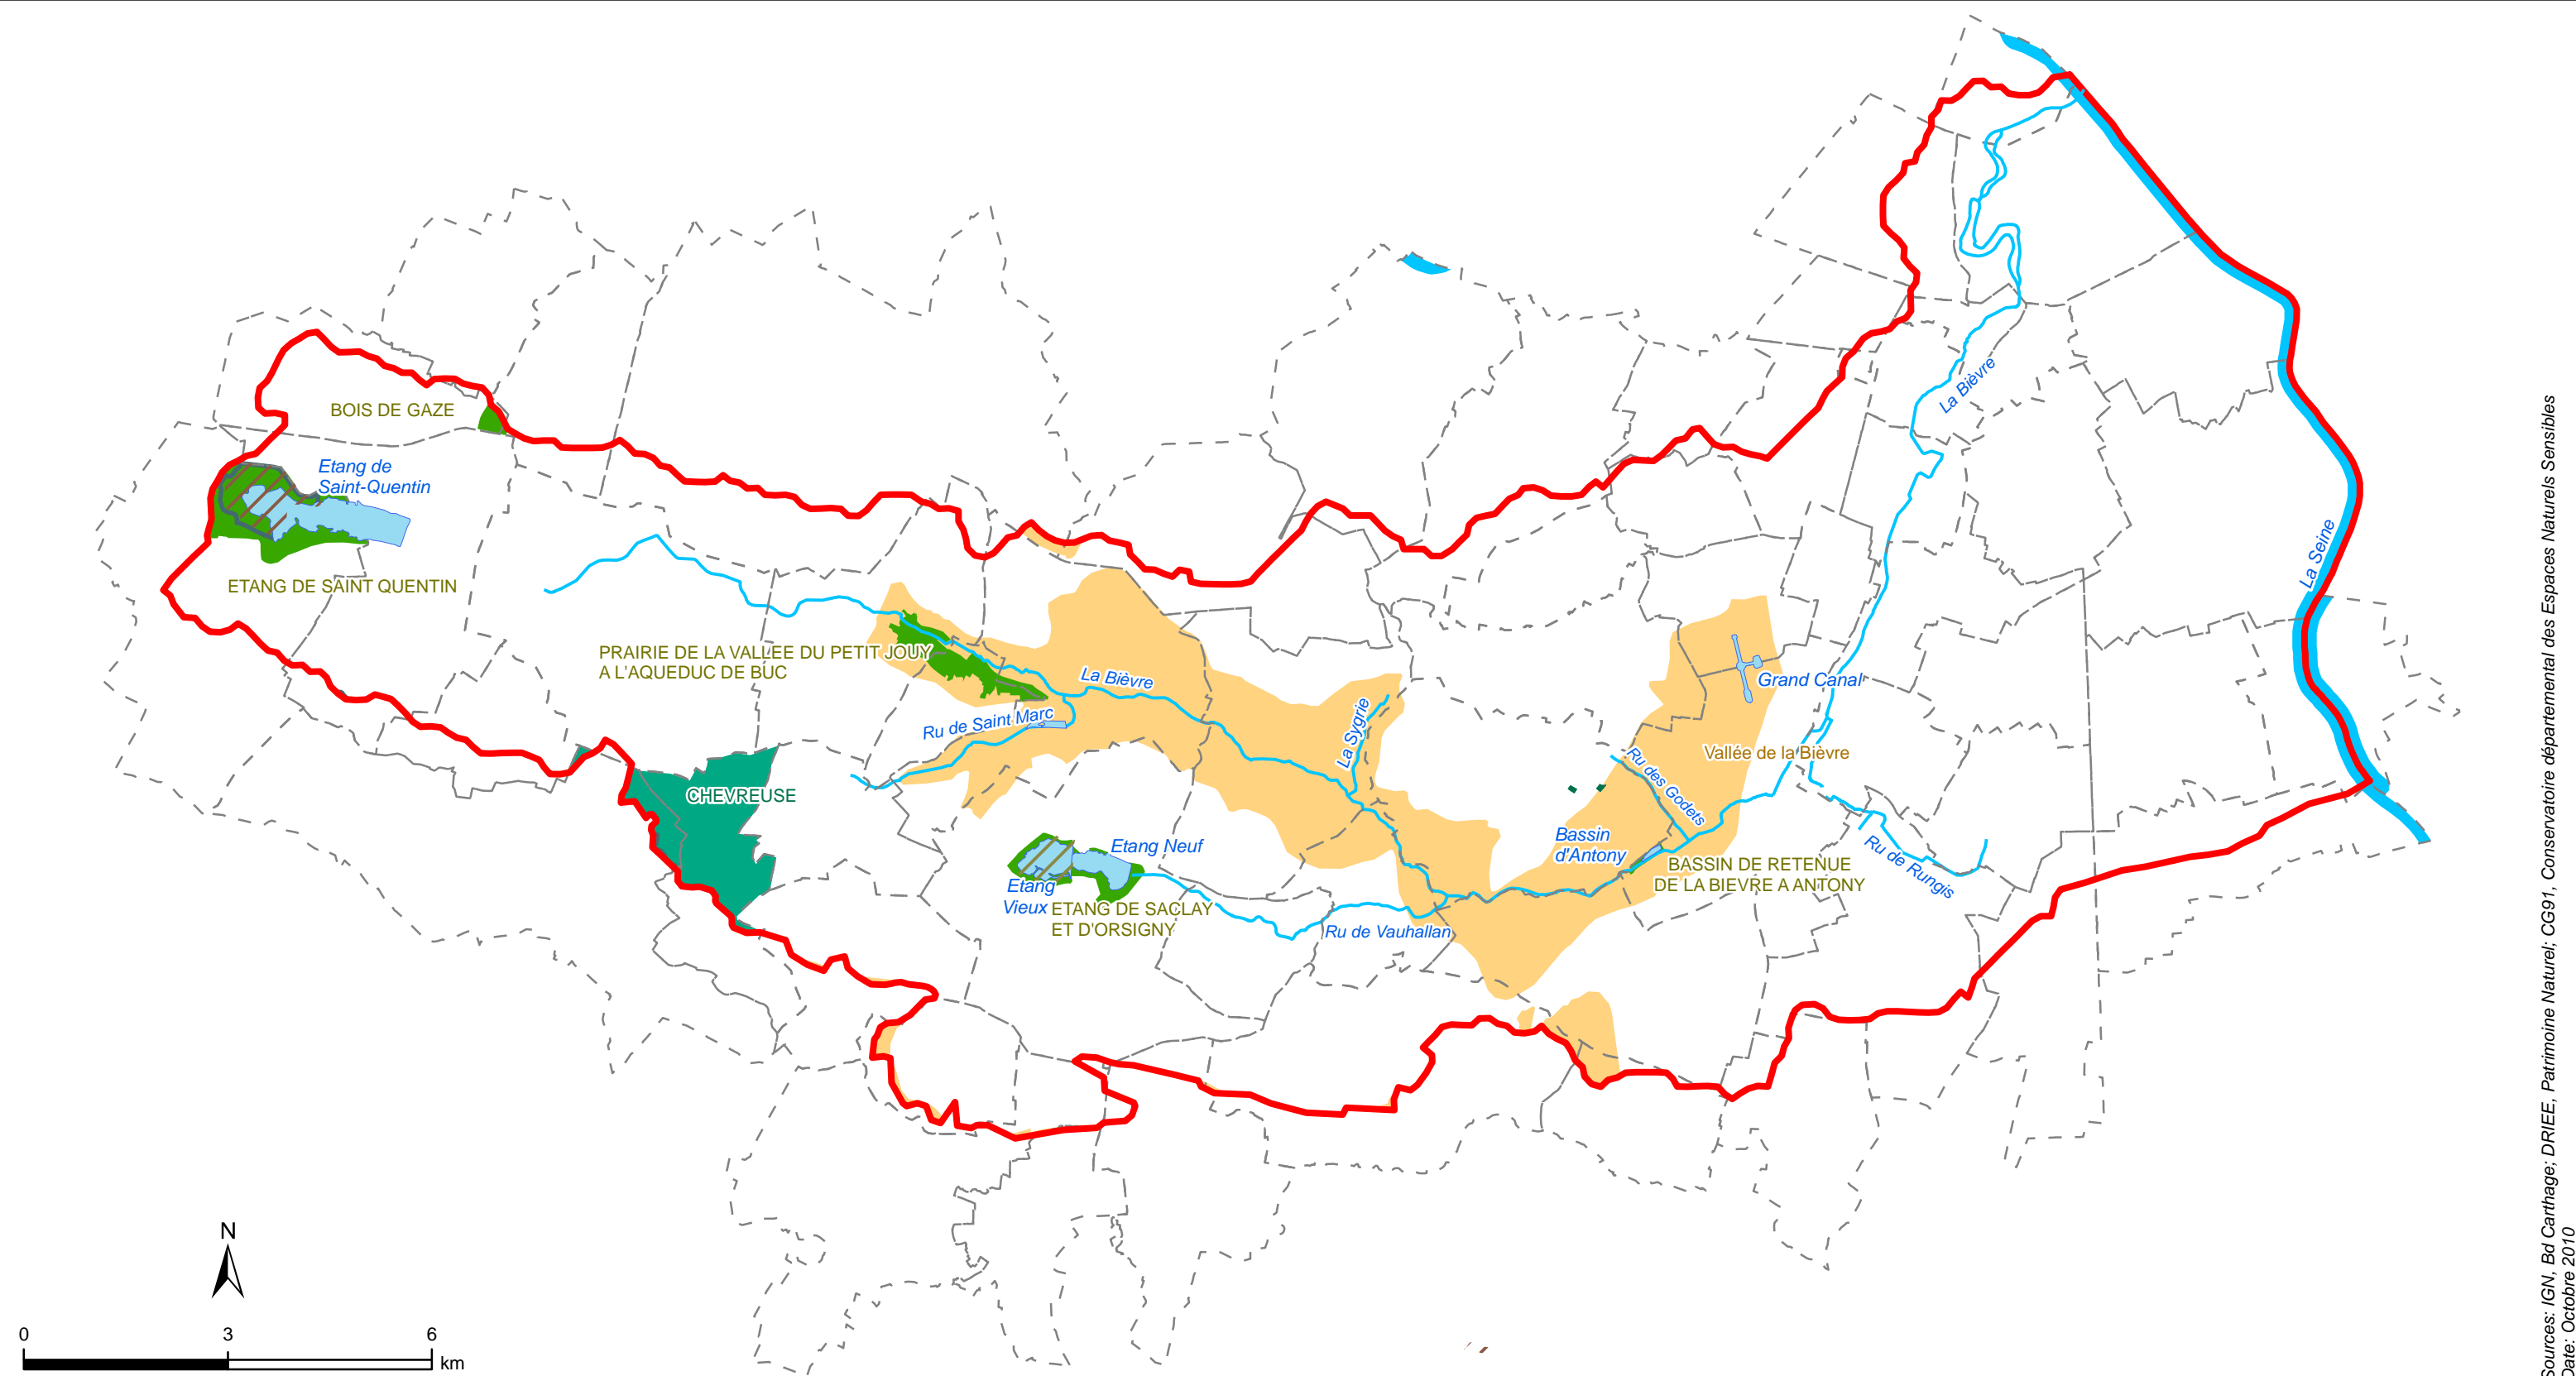 BOIS DE GAZE
Etang de
Saint-Quentin
ETANG DE SAINT QUENTIN
PRAIRIE DE LA VALLEE DU PETIT JOUY
A L'AQUEDUC DE BUC
CHEVREUSE
Ru de Saint Marc
La Bièvre
La Sygrie
Etang Neuf
Etang
Vieux
ETANG DE SACLAY
ET D'ORSIGNY
Ru de Vauhallan
Bassin
d'Antony
Ru des Godets
Grand Canal
Vallée de la Bièvre
BASSIN DE RETENUE
DE LA BIEVRE A ANTONY
Ru de Rungis
La Bièvre
La Seine
N
0 3 6
km
Sources: IGN, Bd Carthage; DRIEE, Patrimoine Naturel; CG91, Conservatoire départemental des Espaces Naturels Sensibles
Date: Octobre 2010